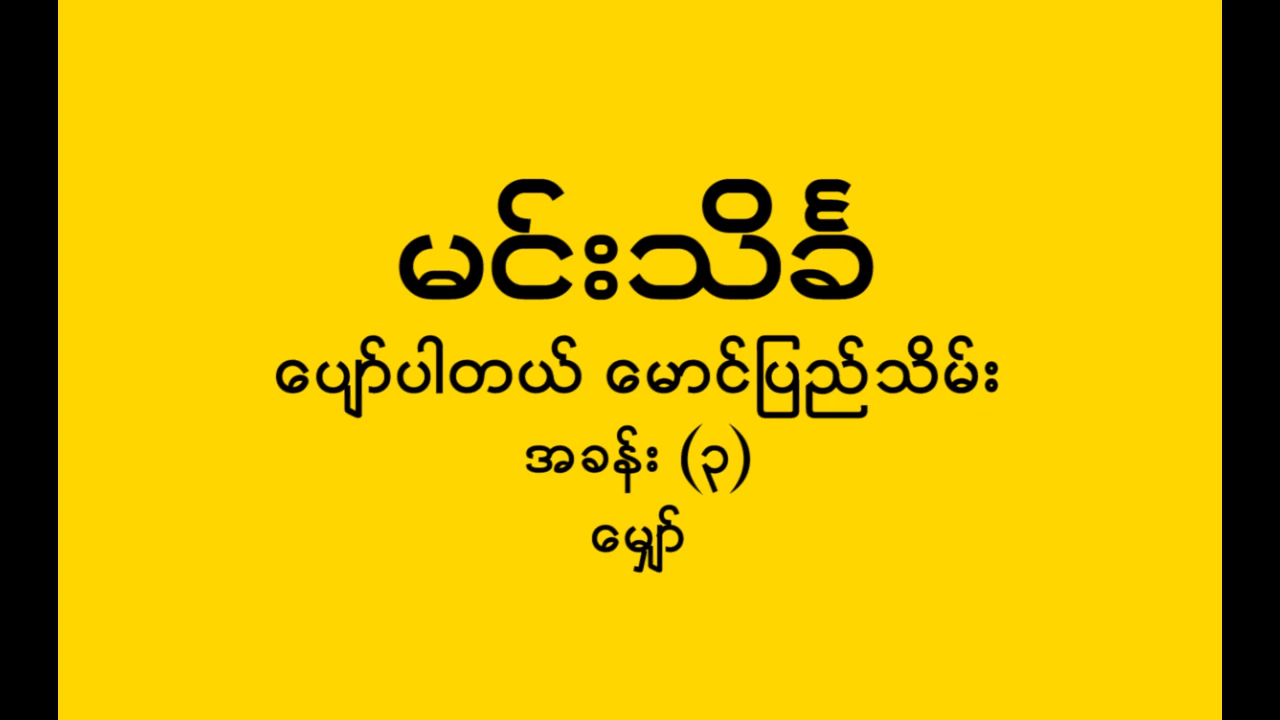 မင်းသိင်္ခ
ပျော်ပါတယ် မောင်ပြည်သိမ်း
အခန်း (၃)
မျှော်